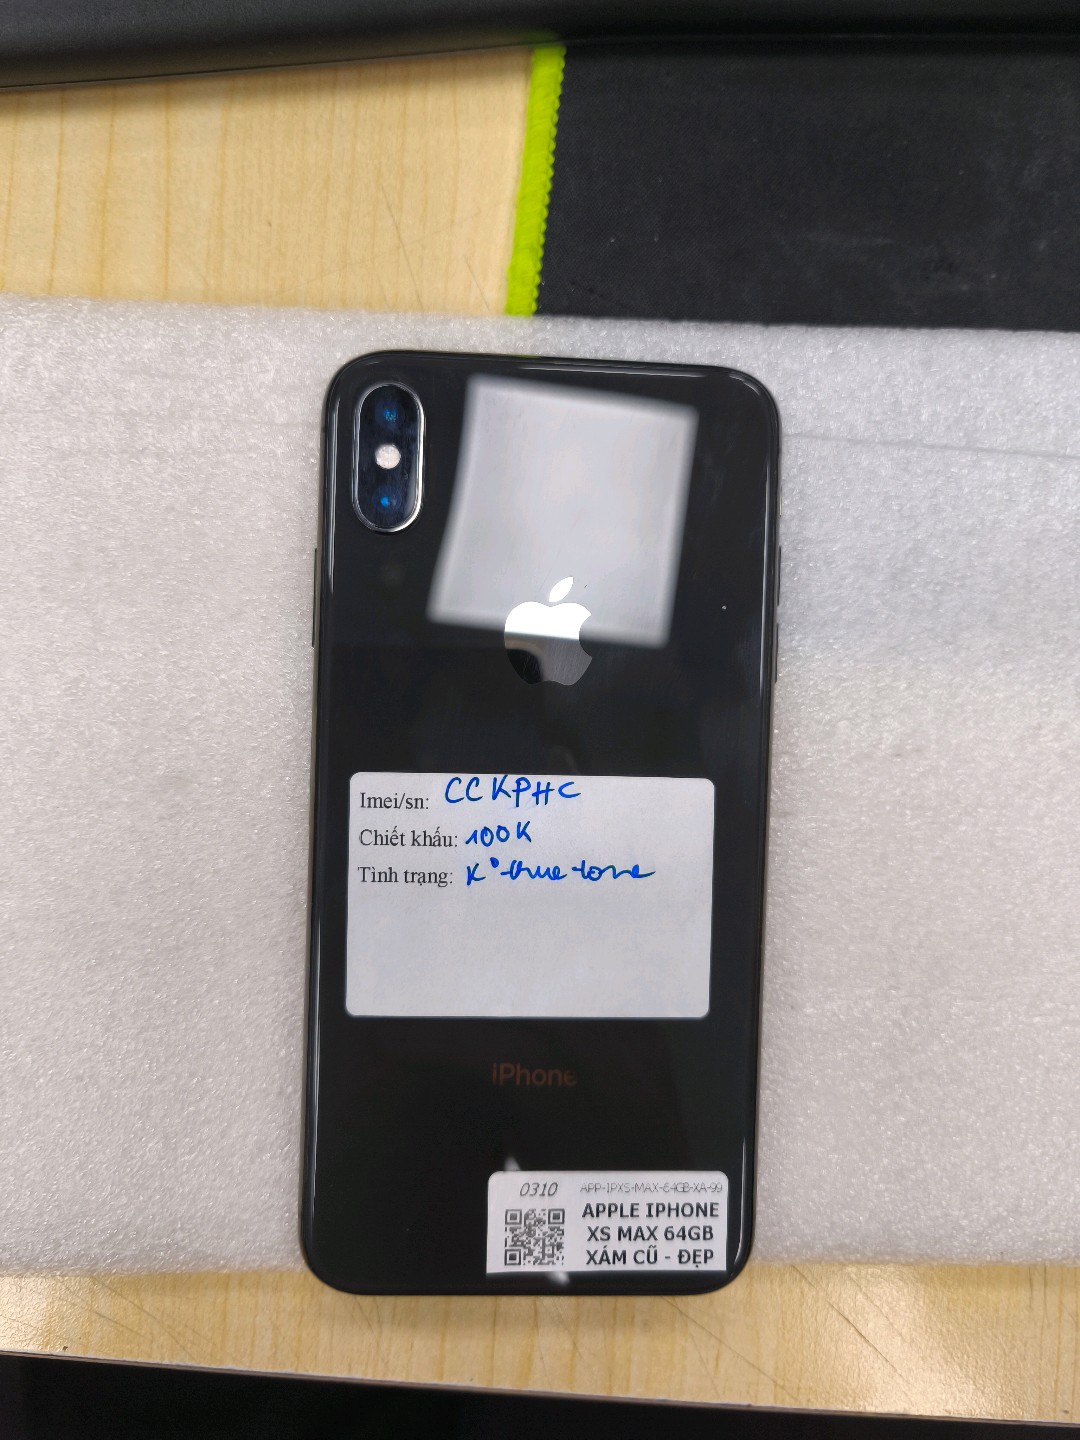 Imei/sn: CCKPHC
Chiết khấu: 100K
Tình trạng: K° true tone
iPhone
0310 APP-IPXS-MAX-64GB-XA-99
APPLE IPHONE
XS MAX 64GB
XÁM CŨ - ĐẸP